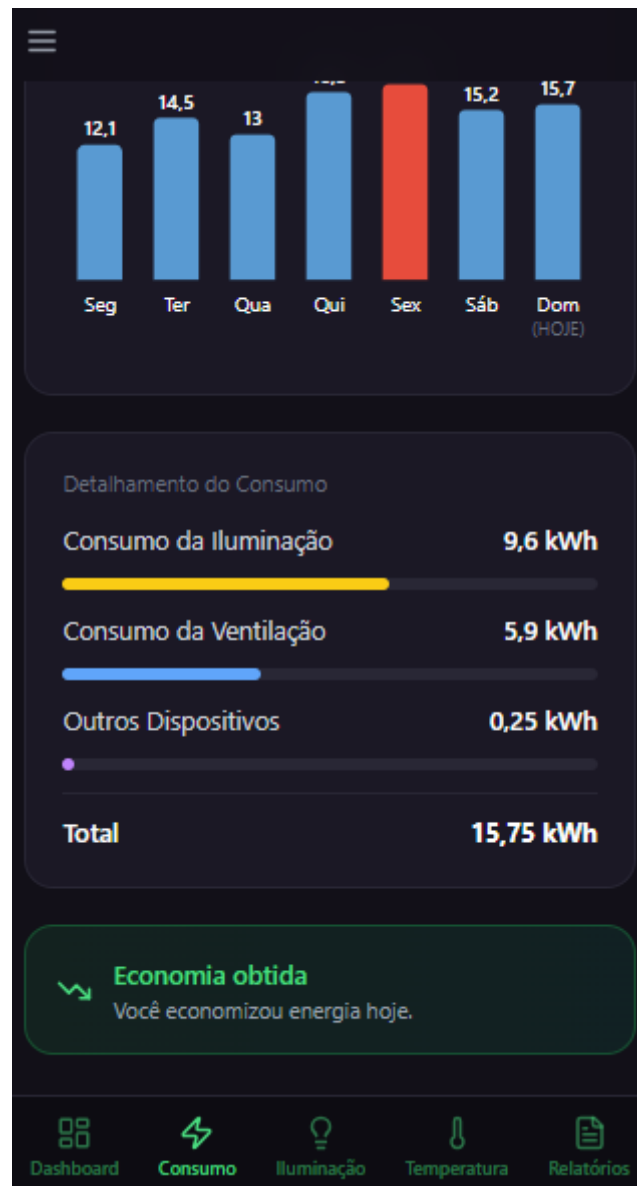 12,1
14,5
13
15,2
15,7
Seg
Ter
Qua
Qui
Sex
Sáb
Dom
(HOJE)
Detalhamento do Consumo
Consumo da Iluminação 9,6 kWh
Consumo da Ventilação 5,9 kWh
Outros Dispositivos 0,25 kWh
Total 15,75 kWh
Economia obtida
Você economizou energia hoje.
Dashboard
Consumo
Iluminação
Temperatura
Relatórios